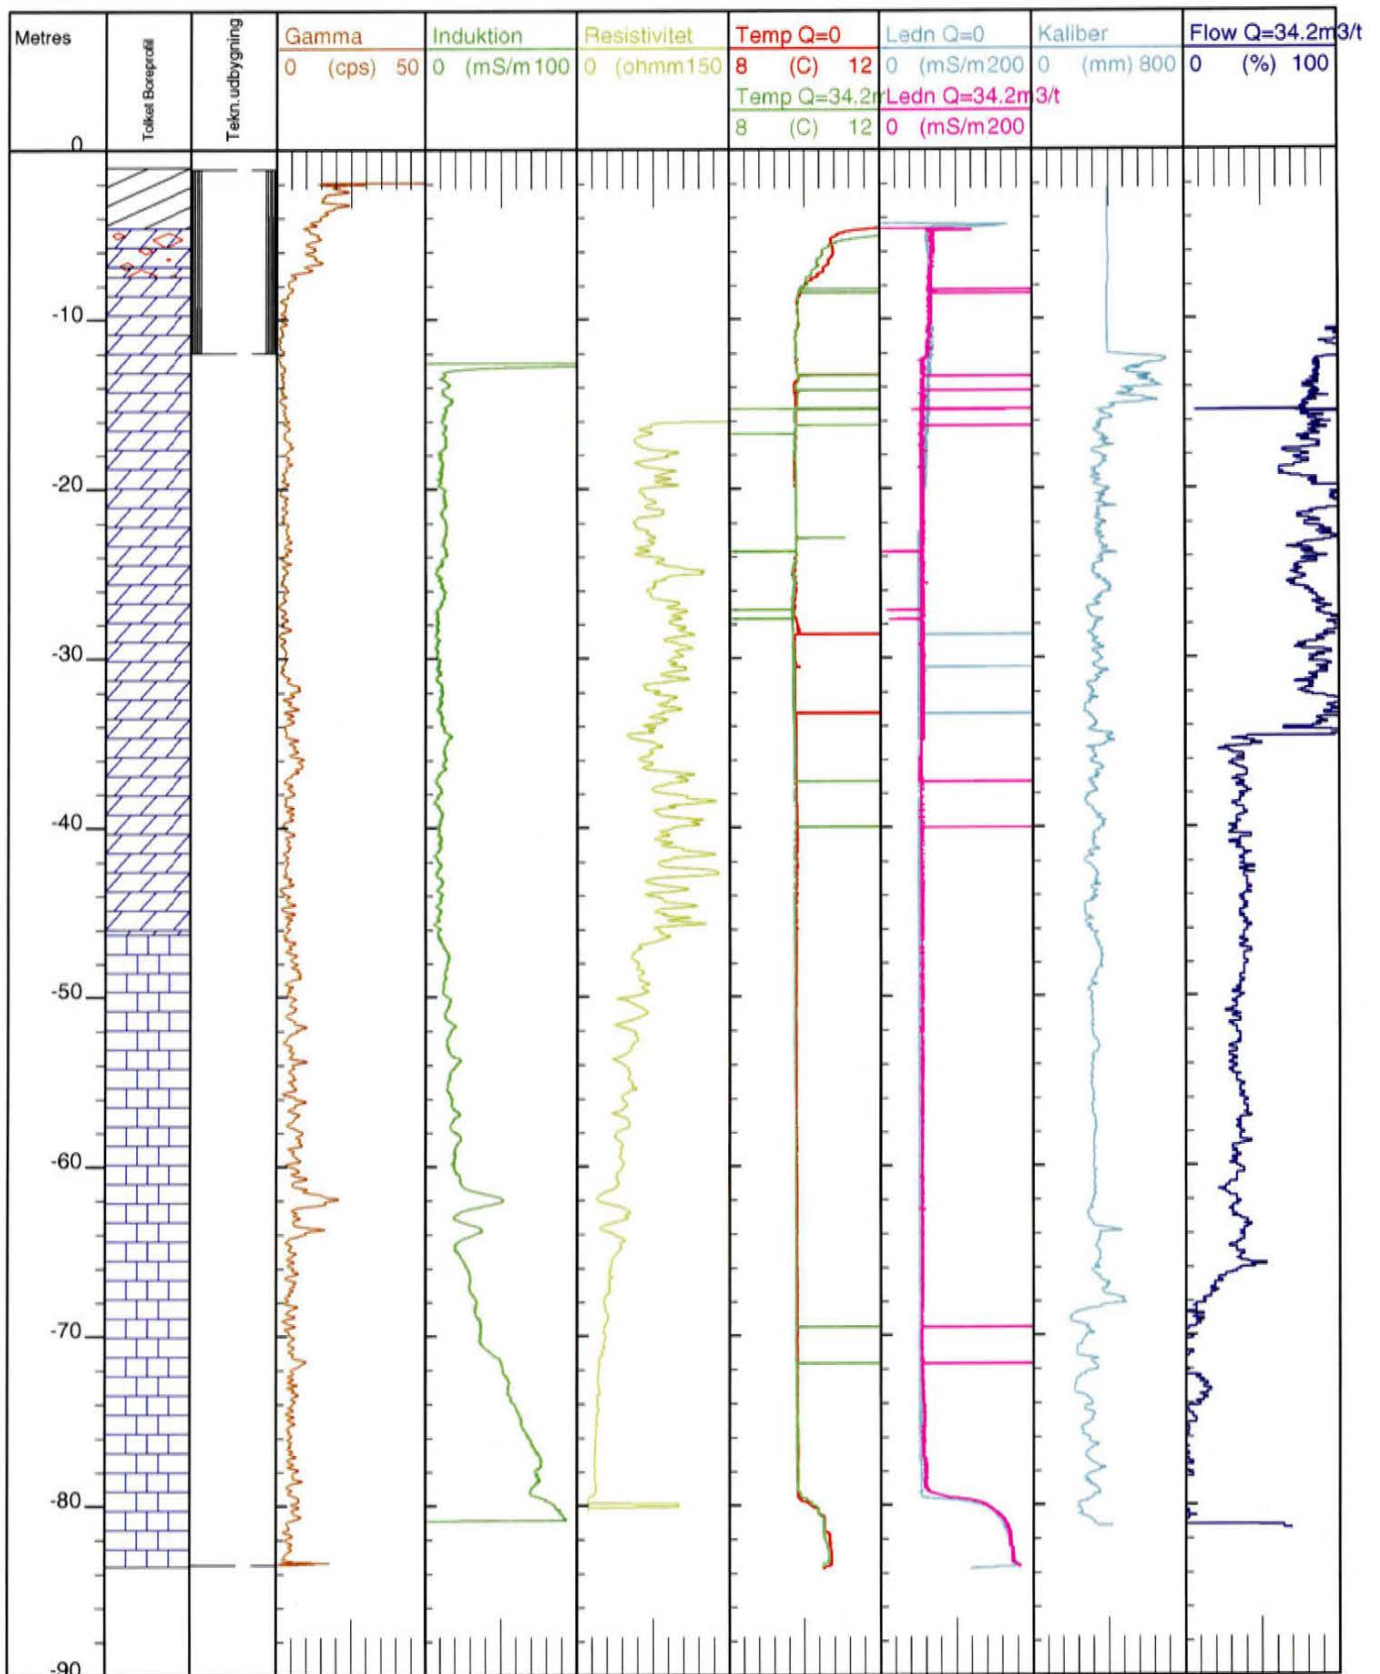 Metres
Tolket Boreprofil
Tekn.udbygning
Gamma
0 (cps) 50
Induktion
0 (mS/m 100
Resistivitet
0 (ohmm 150
Temp Q=0
8 (C) 12
Temp Q=34.2m
8 (C) 12
Ledn Q=0
0 (mS/m 200
Ledn Q=34.2m3/t
0 (mS/m 200
Kaliber
0 (mm) 800
Flow Q=34.2m3/t
0 (%) 100
0
-10
-20
-30
-40
-50
-60
-70
-80
-90